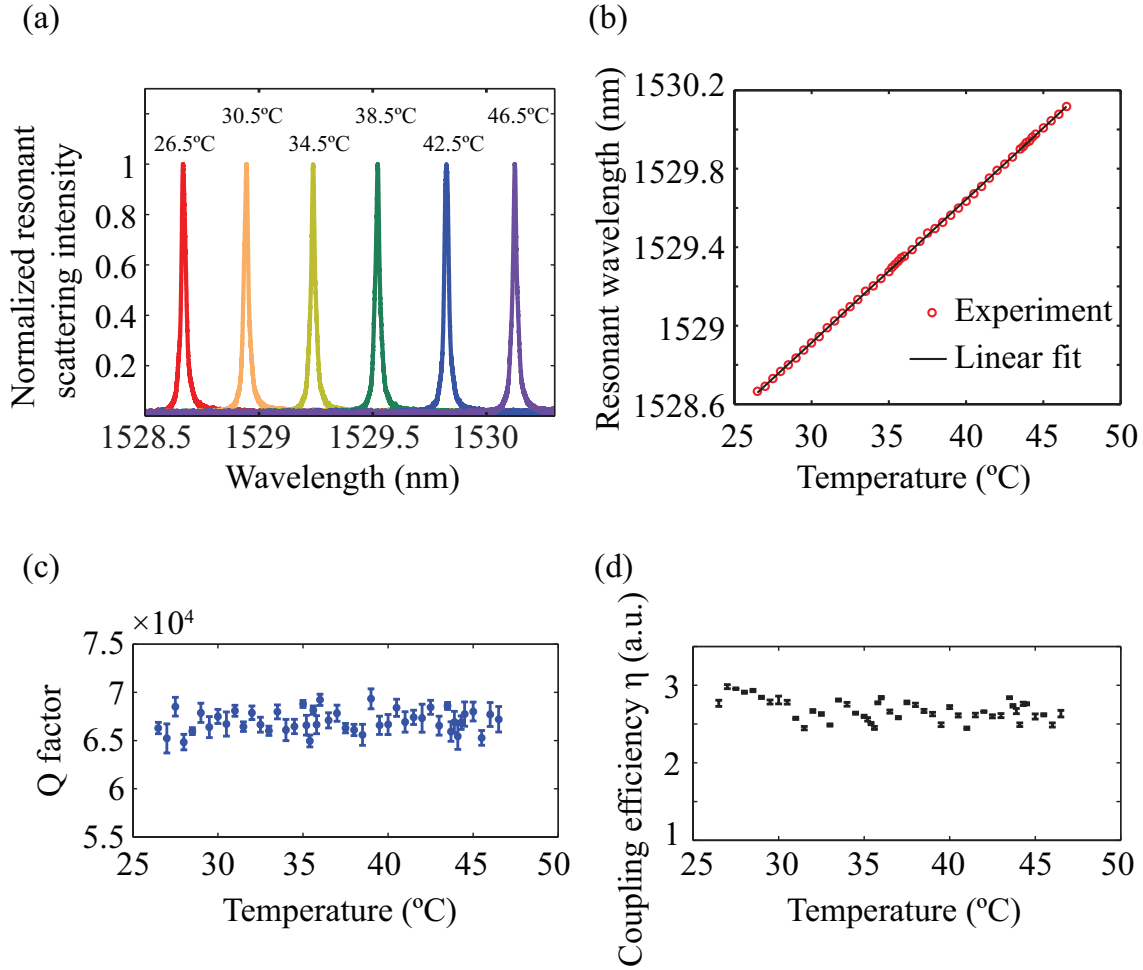 (a)
30.5ºC
38.5ºC
46.5ºC
26.5ºC
34.5ºC
42.5ºC
1
0.8
0.6
0.4
0.2
1528.5
1529
1529.5
1530
Normalized resonant
scattering intensity
Wavelength (nm)
(b)
1530.2
1529.8
1529.4
1529
1528.6
25
30
35
40
45
50
Resonant wavelength (nm)
Experiment
Linear fit
Temperature (ºC)
(c)
×10⁴
7.5
7
6.5
6
5.5
25
30
35
40
45
50
Q factor
Temperature (ºC)
(d)
3
2
1
25
30
35
40
45
50
Coupling efficiency η (a.u.)
Temperature (ºC)